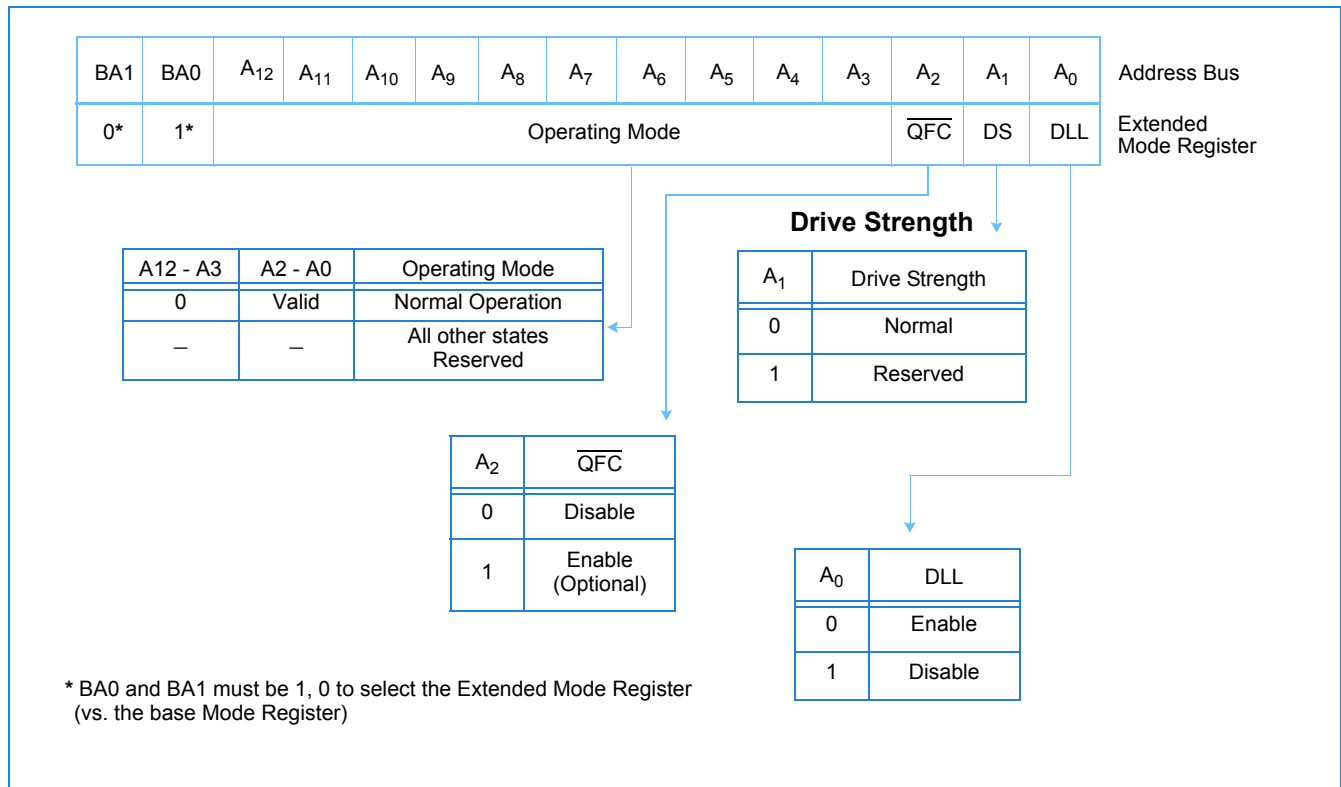 BA1 BA0 A12 A11 A10 A9 A8 A7 A6 A5 A4 A3 A2 A1 A0 Address Bus
0* 1* Operating Mode Q̅F̅C̅ DS DLL Extended
Mode Register
Drive Strength
A12 - A3 A2 - A0 Operating Mode
0 Valid Normal Operation
– – All other states
Reserved
A1 Drive Strength
0 Normal
1 Reserved
A2 Q̅F̅C̅
0 Disable
1 Enable
(Optional)
A0 DLL
0 Enable
1 Disable
* BA0 and BA1 must be 1, 0 to select the Extended Mode Register
(vs. the base Mode Register)